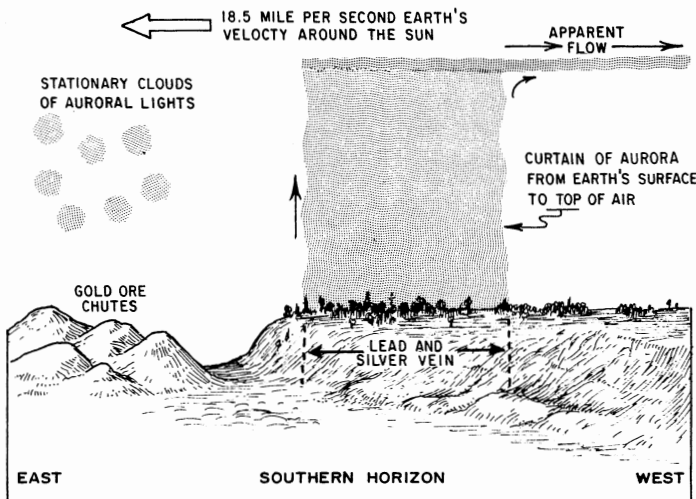 18.5 MILE PER SECOND EARTH'S
VELOCTY AROUND THE SUN
APPARENT
FLOW
STATIONARY CLOUDS
OF AURORAL LIGHTS
CURTAIN OF AURORA
FROM EARTH'S SURFACE
TO TOP OF AIR
GOLD ORE
CHUTES
LEAD AND
SILVER VEIN
EAST
SOUTHERN HORIZON
WEST